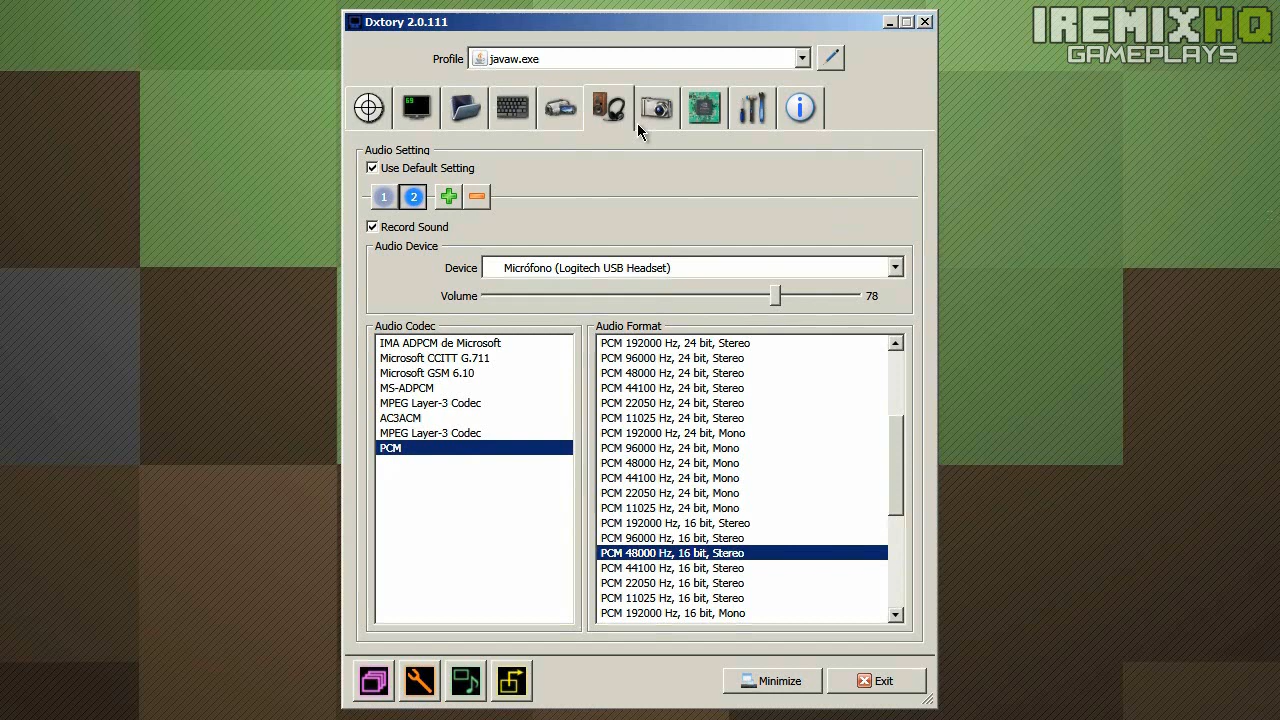 Dxtory 2.0.111
IREMIXHQ
GAMEPLAYS
Profile
javaw.exe
69
Audio Setting
Use Default Setting
1
2
Record Sound
Audio Device
Device
Micrófono (Logitech USB Headset)
Volume
78
Audio Codec
IMA ADPCM de Microsoft
Microsoft CCITT G.711
Microsoft GSM 6.10
MS-ADPCM
MPEG Layer-3 Codec
AC3ACM
MPEG Layer-3 Codec
PCM
Audio Format
PCM 192000 Hz, 24 bit, Stereo
PCM 96000 Hz, 24 bit, Stereo
PCM 48000 Hz, 24 bit, Stereo
PCM 44100 Hz, 24 bit, Stereo
PCM 22050 Hz, 24 bit, Stereo
PCM 11025 Hz, 24 bit, Stereo
PCM 192000 Hz, 24 bit, Mono
PCM 96000 Hz, 24 bit, Mono
PCM 48000 Hz, 24 bit, Mono
PCM 44100 Hz, 24 bit, Mono
PCM 22050 Hz, 24 bit, Mono
PCM 11025 Hz, 24 bit, Mono
PCM 192000 Hz, 16 bit, Stereo
PCM 96000 Hz, 16 bit, Stereo
PCM 48000 Hz, 16 bit, Stereo
PCM 44100 Hz, 16 bit, Stereo
PCM 22050 Hz, 16 bit, Stereo
PCM 11025 Hz, 16 bit, Stereo
PCM 192000 Hz, 16 bit, Mono
Minimize
Exit